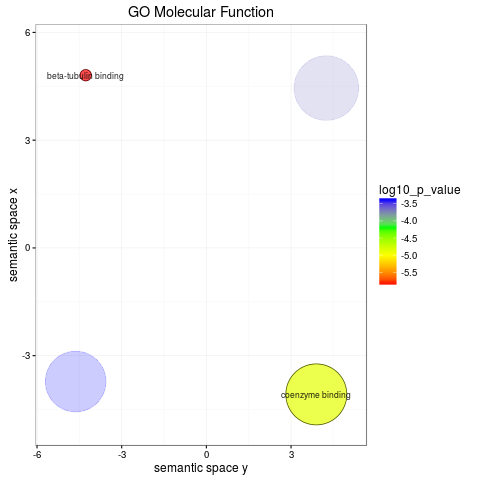 GO Molecular Function
6
3
0
-3
semantic space x
-6
-3
0
3
semantic space y
beta-tubulin binding
coenzyme binding
log10_p_value
-3.5
-4.0
-4.5
-5.0
-5.5